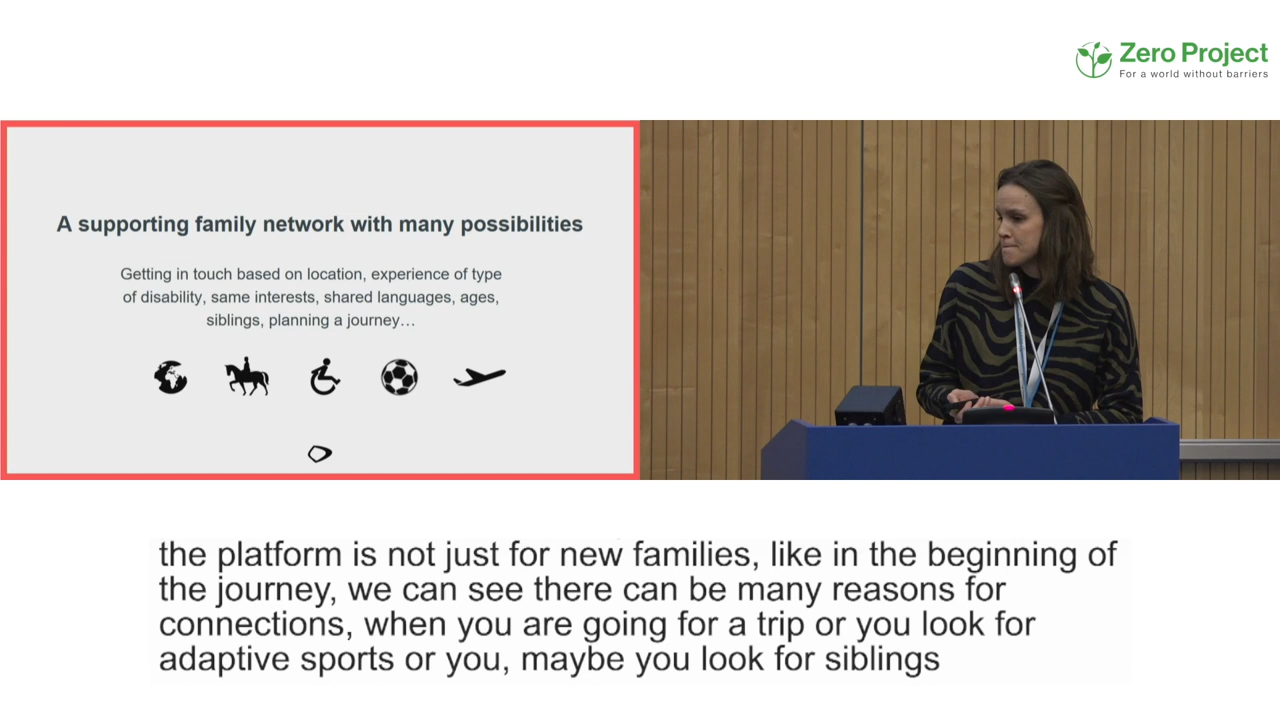 Zero Project
For a world without barriers
A supporting family network with many possibilities
Getting in touch based on location, experience of type
of disability, same interests, shared languages, ages,
siblings, planning a journey…
the platform is not just for new families, like in the beginning of
the journey, we can see there can be many reasons for
connections, when you are going for a trip or you look for
adaptive sports or you, maybe you look for siblings